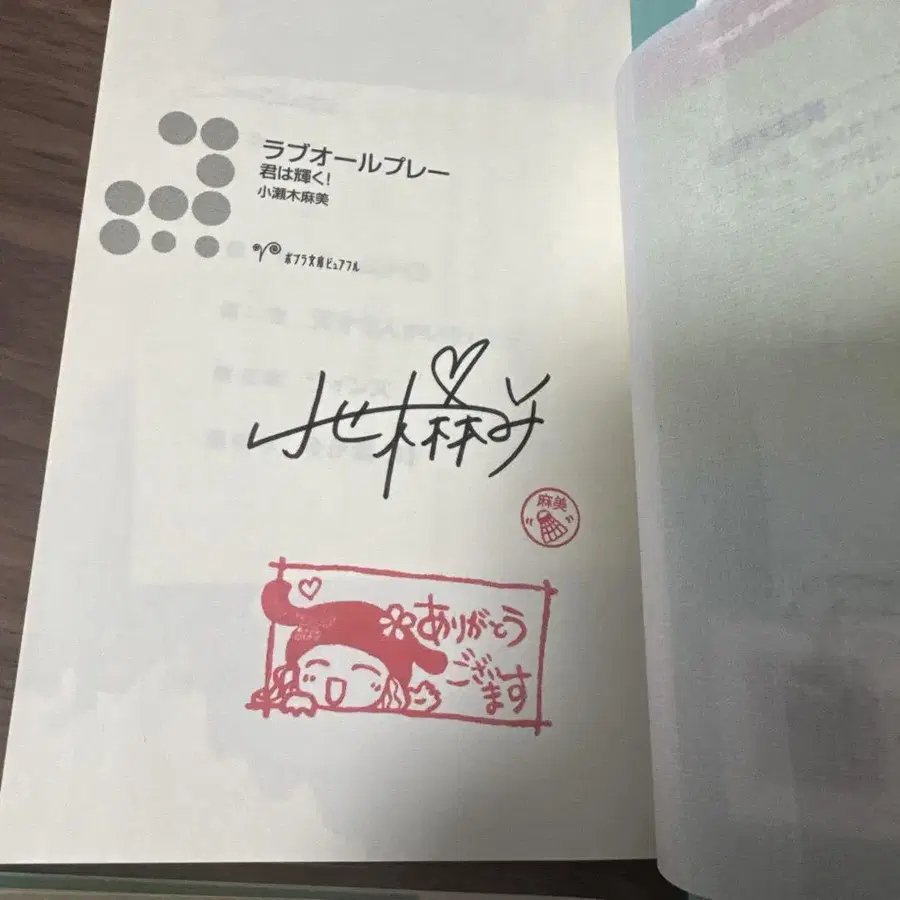 ラブオールプレー
君は輝く!
小瀬木麻美
ポプラ文庫ピュアフル
小せ木麻み
麻美
ありがとう
ござい
ます